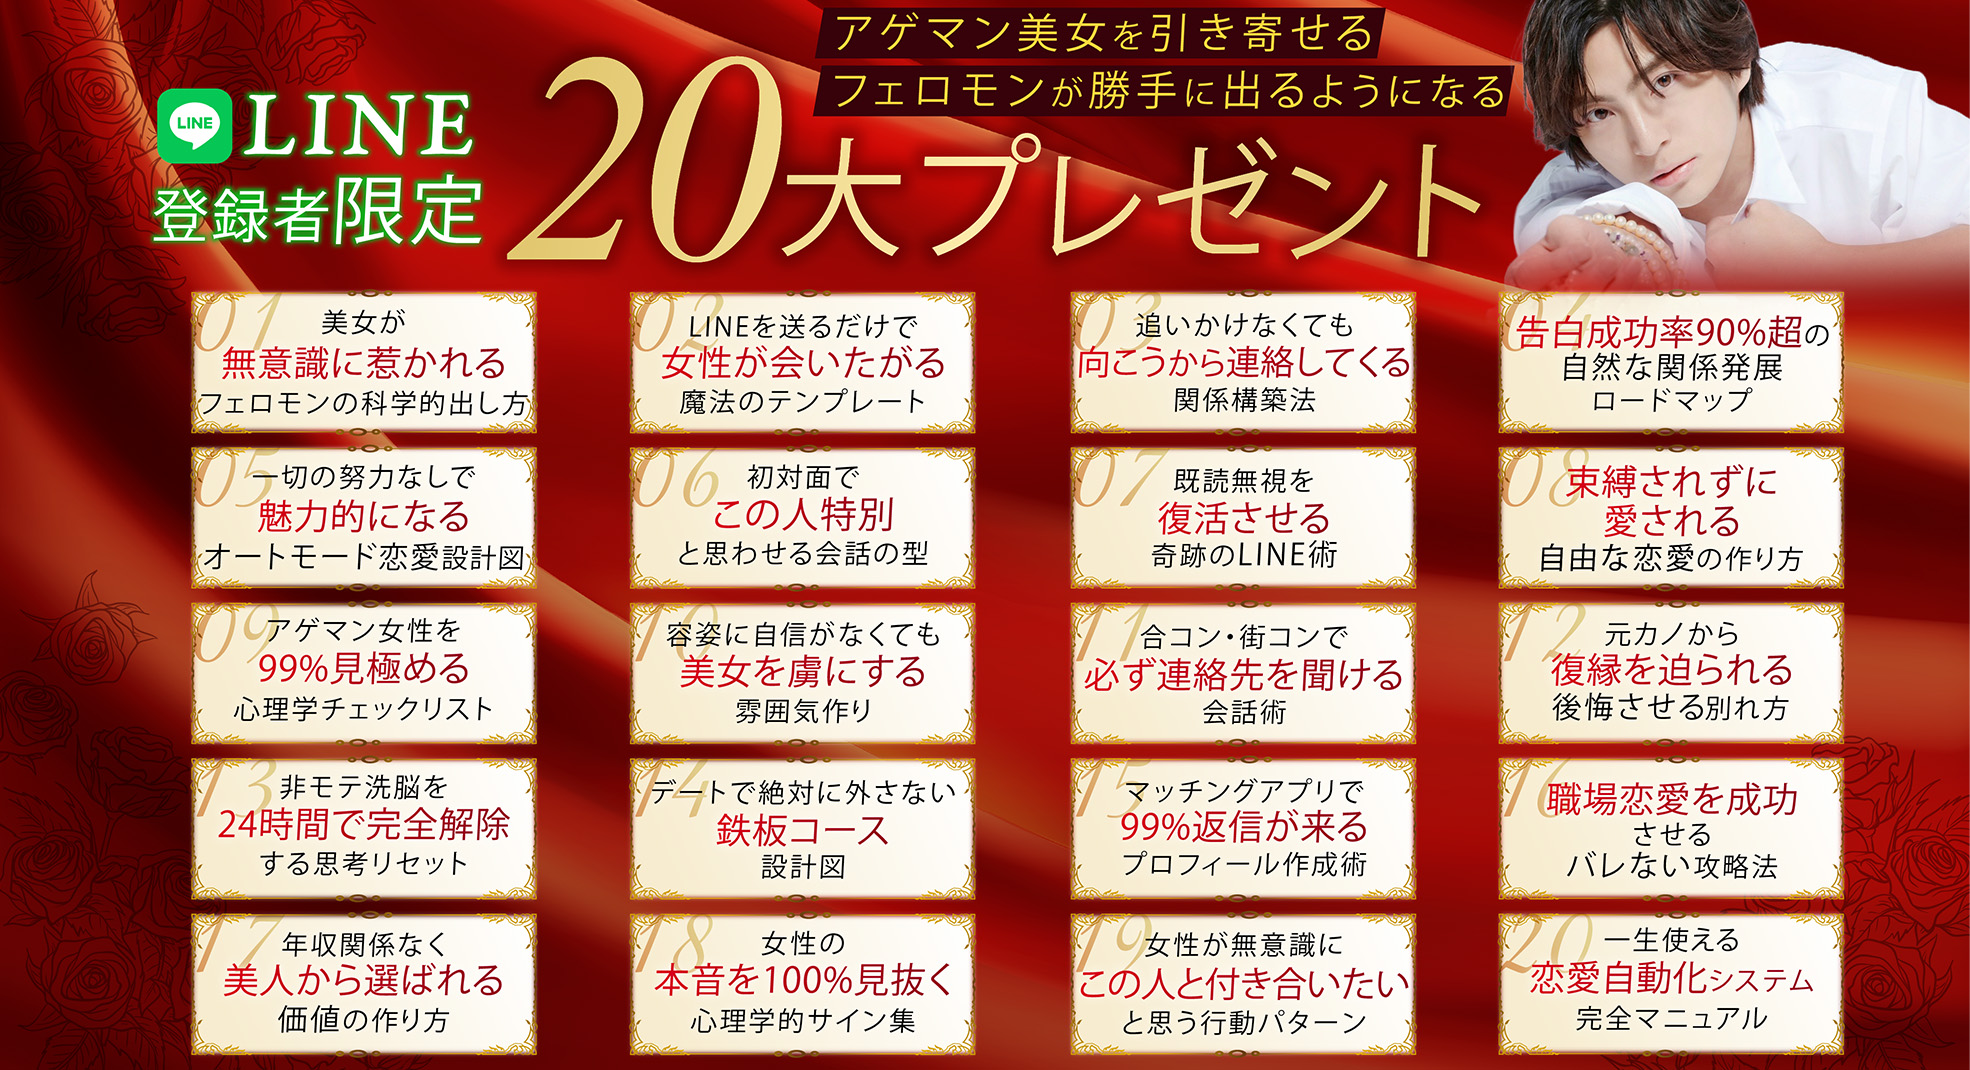 アゲマン美女を引き寄せる
フェロモンが勝手に出るようになる
LINE
LINE
登録者限定
20大プレゼント
01
美女が
無意識に惹かれる
フェロモンの科学的出し方
02
LINEを送るだけで
女性が会いたがる
魔法のテンプレート
03
追いかけなくても
向こうから連絡してくる
関係構築法
04
告白成功率90%超の
自然な関係発展
ロードマップ
05
一切の努力なしで
魅力的になる
オートモード恋愛設計図
06
初対面で
この人特別
と思わせる会話の型
07
既読無視を
復活させる
奇跡のLINE術
08
束縛されずに
愛される
自由な恋愛の作り方
09
アゲマン女性を
99%見極める
心理学チェックリスト
10
容姿に自信がなくても
美女を虜にする
雰囲気作り
11
合コン・街コンで
必ず連絡先を聞ける
会話術
12
元カノから
復縁を迫られる
後悔させる別れ方
13
非モテ洗脳を
24時間で完全解除
する思考リセット
14
デートで絶対に外さない
鉄板コース
設計図
15
マッチングアプリで
99%返信が来る
プロフィール作成術
16
職場恋愛を成功
させる
バレない攻略法
17
年収関係なく
美人から選ばれる
価値の作り方
18
女性の
本音を100%見抜く
心理学的サイン集
19
女性が無意識に
この人と付き合いたい
と思う行動パターン
20
一生使える
恋愛自動化システム
完全マニュアル